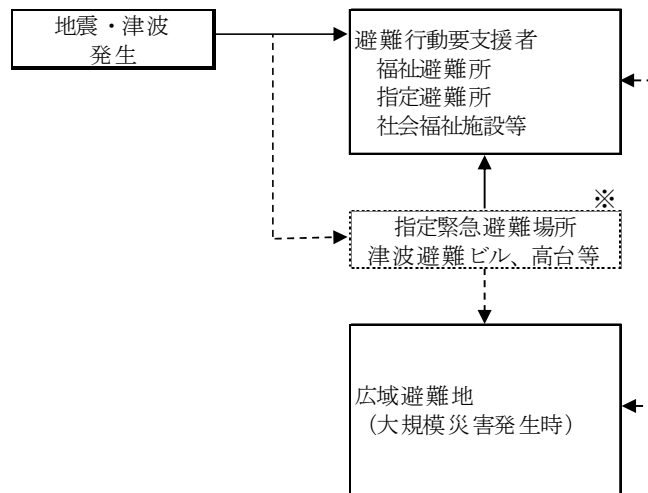 地震・津波
発生
避難行動要支援者
福祉避難所
指定避難所
社会福祉施設等
※
指定緊急避難場所
津波避難ビル、高台等
広域避難地
（大規模災害発生時）